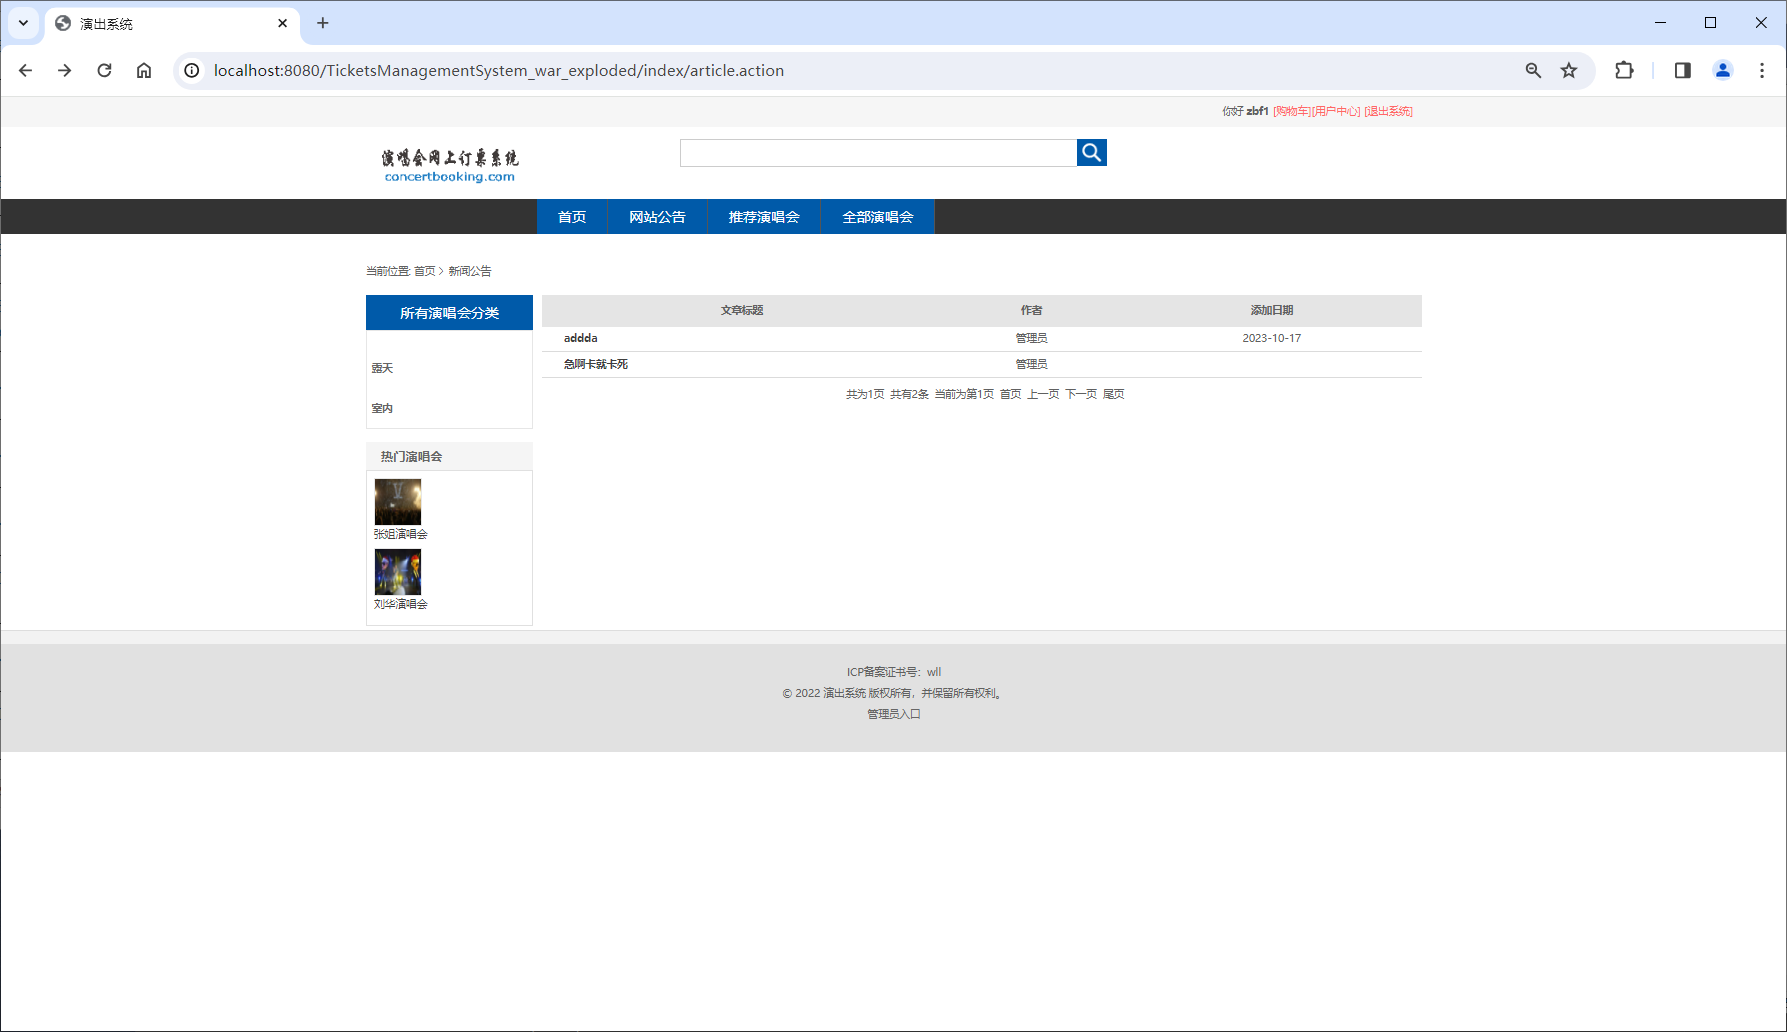 演出系统
localhost:8080/TicketsManagementSystem_war_exploded/index/article.action
你好 zbf1 [购物车][用户中心] [退出系统]
演唱会网上订票系统
concertbooking.com
首页 网站公告 推荐演唱会 全部演唱会
当前位置: 首页 > 新闻公告
所有演唱会分类
露天
室内
热门演唱会
张姐演唱会
刘华演唱会
文章标题 作者 添加日期
addda 管理员 2023-10-17
急啊卡就卡死 管理员
共为1页 共有2条 当前为第1页 首页 上一页 下一页 尾页
ICP备案证书号：wll
© 2022 演出系统 版权所有，并保留所有权利。
管理员入口